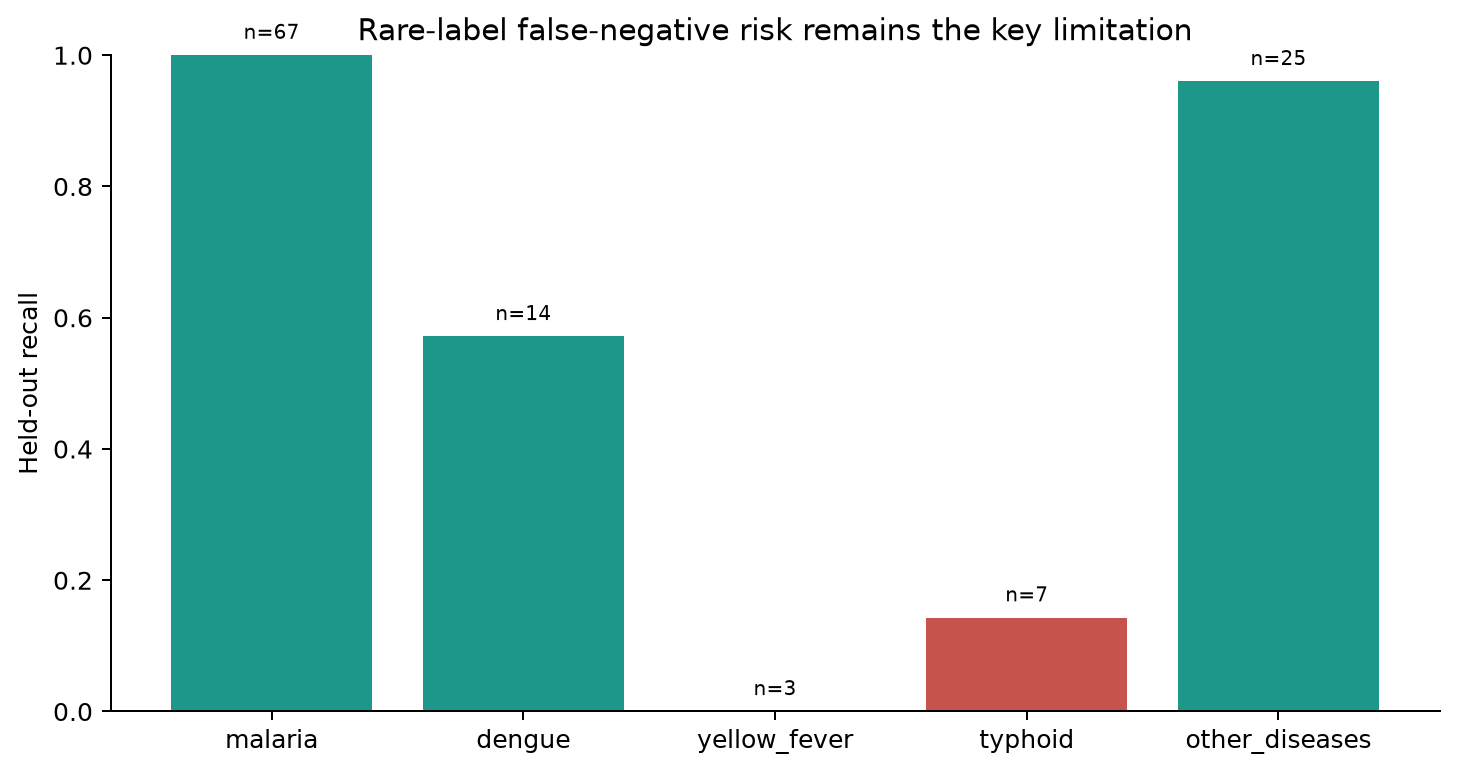 Rare-label false-negative risk remains the key limitation
n=67
n=14
n=3
n=7
n=25
Held-out recall
1.0
0.8
0.6
0.4
0.2
0.0
malaria
dengue
yellow_fever
typhoid
other_diseases